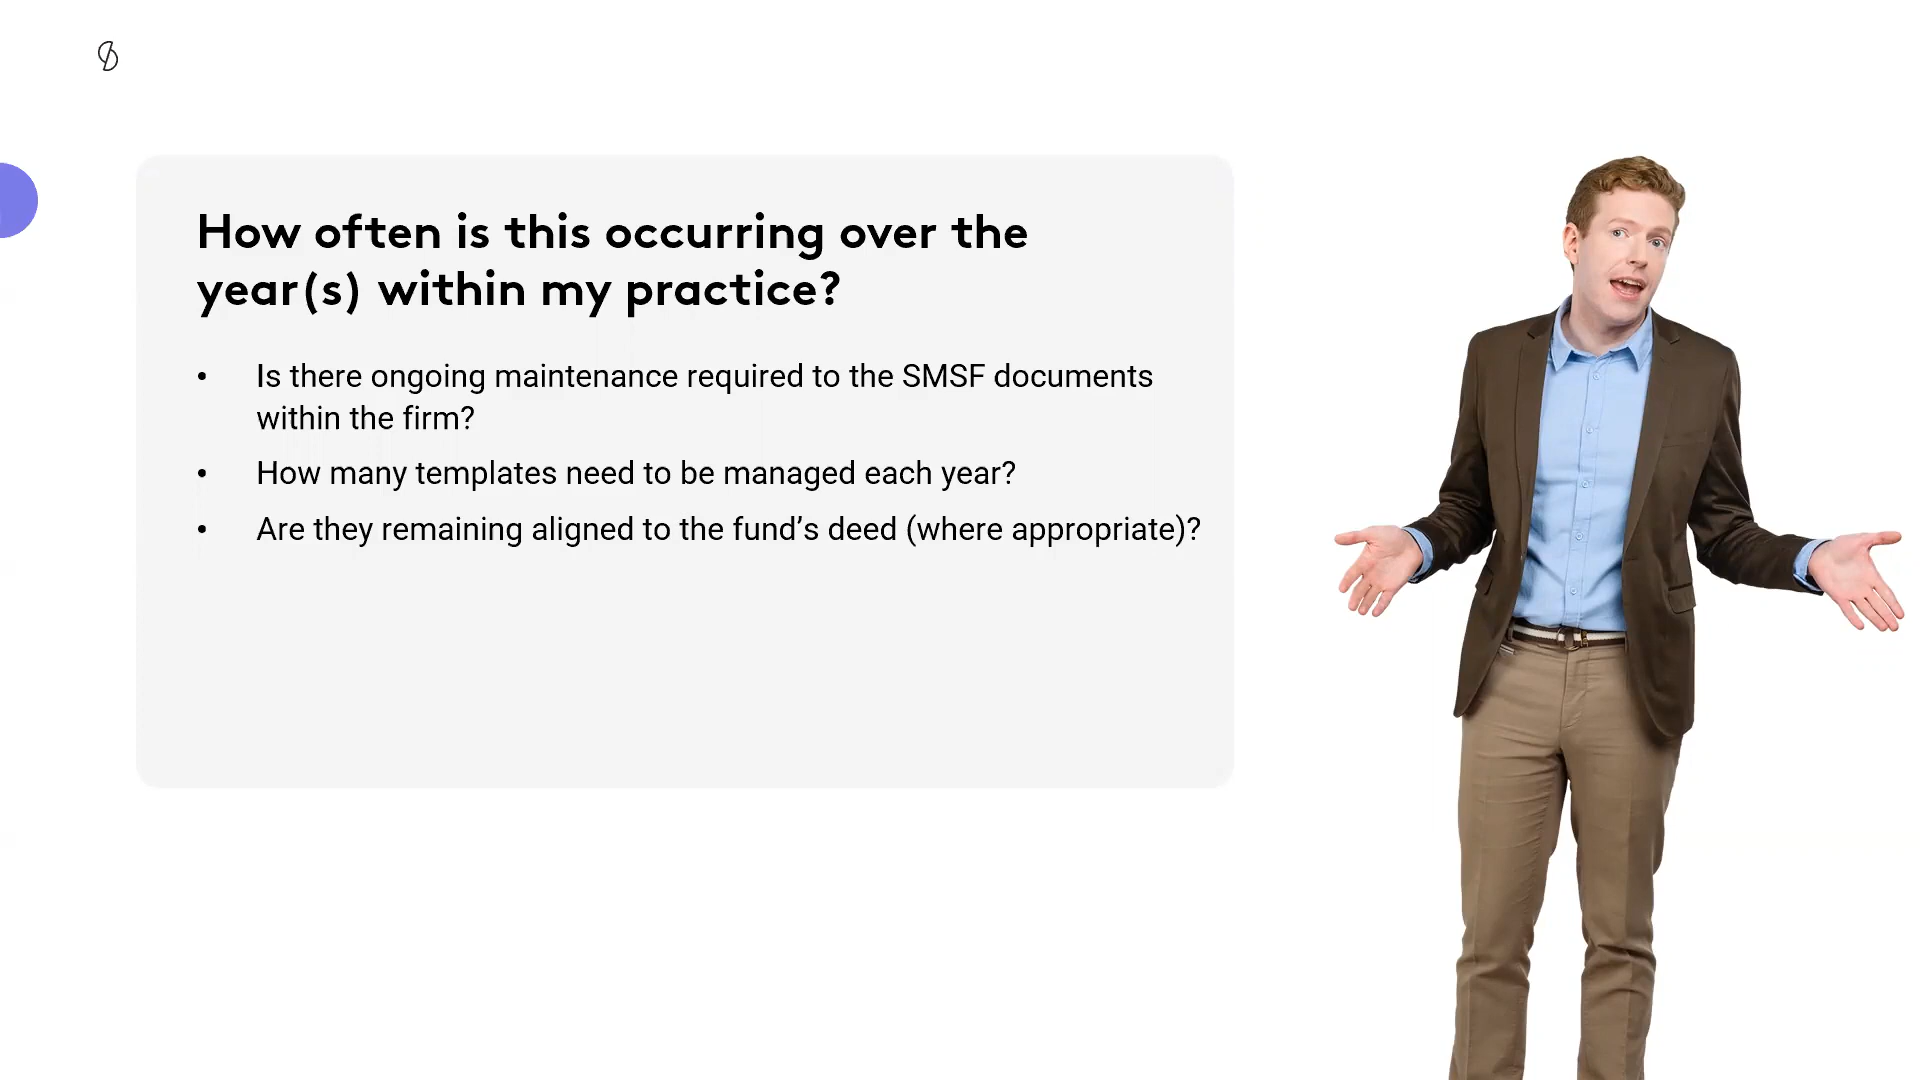 How often is this occurring over the
year(s) within my practice?
• Is there ongoing maintenance required to the SMSF documents
within the firm?
• How many templates need to be managed each year?
• Are they remaining aligned to the fund’s deed (where appropriate)?